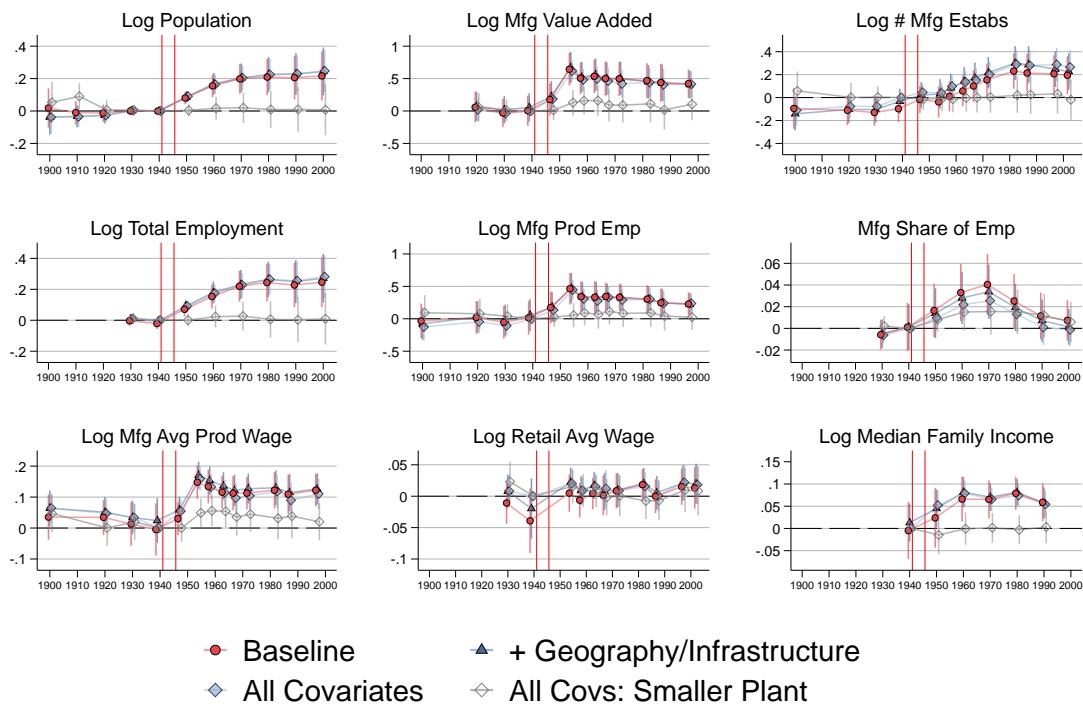 Log Population
.4
.2
0
-.2
1900 1910 1920 1930 1940 1950 1960 1970 1980 1990 2000
Log Mfg Value Added
1
.5
0
-.5
1900 1910 1920 1930 1940 1950 1960 1970 1980 1990 2000
Log # Mfg Estabs
.4
.2
0
-.2
-.4
1900 1910 1920 1930 1940 1950 1960 1970 1980 1990 2000
Log Total Employment
.4
.2
0
-.2
1900 1910 1920 1930 1940 1950 1960 1970 1980 1990 2000
Log Mfg Prod Emp
1
.5
0
-.5
1900 1910 1920 1930 1940 1950 1960 1970 1980 1990 2000
Mfg Share of Emp
.06
.04
.02
0
-.02
1900 1910 1920 1930 1940 1950 1960 1970 1980 1990 2000
Log Mfg Avg Prod Wage
.2
.1
0
-.1
1900 1910 1920 1930 1940 1950 1960 1970 1980 1990 2000
Log Retail Avg Wage
.05
0
-.05
-.1
1900 1910 1920 1930 1940 1950 1960 1970 1980 1990 2000
Log Median Family Income
.15
.1
.05
0
-.05
1900 1910 1920 1930 1940 1950 1960 1970 1980 1990 2000
Baseline
+ Geography/Infrastructure
All Covariates
All Covs: Smaller Plant